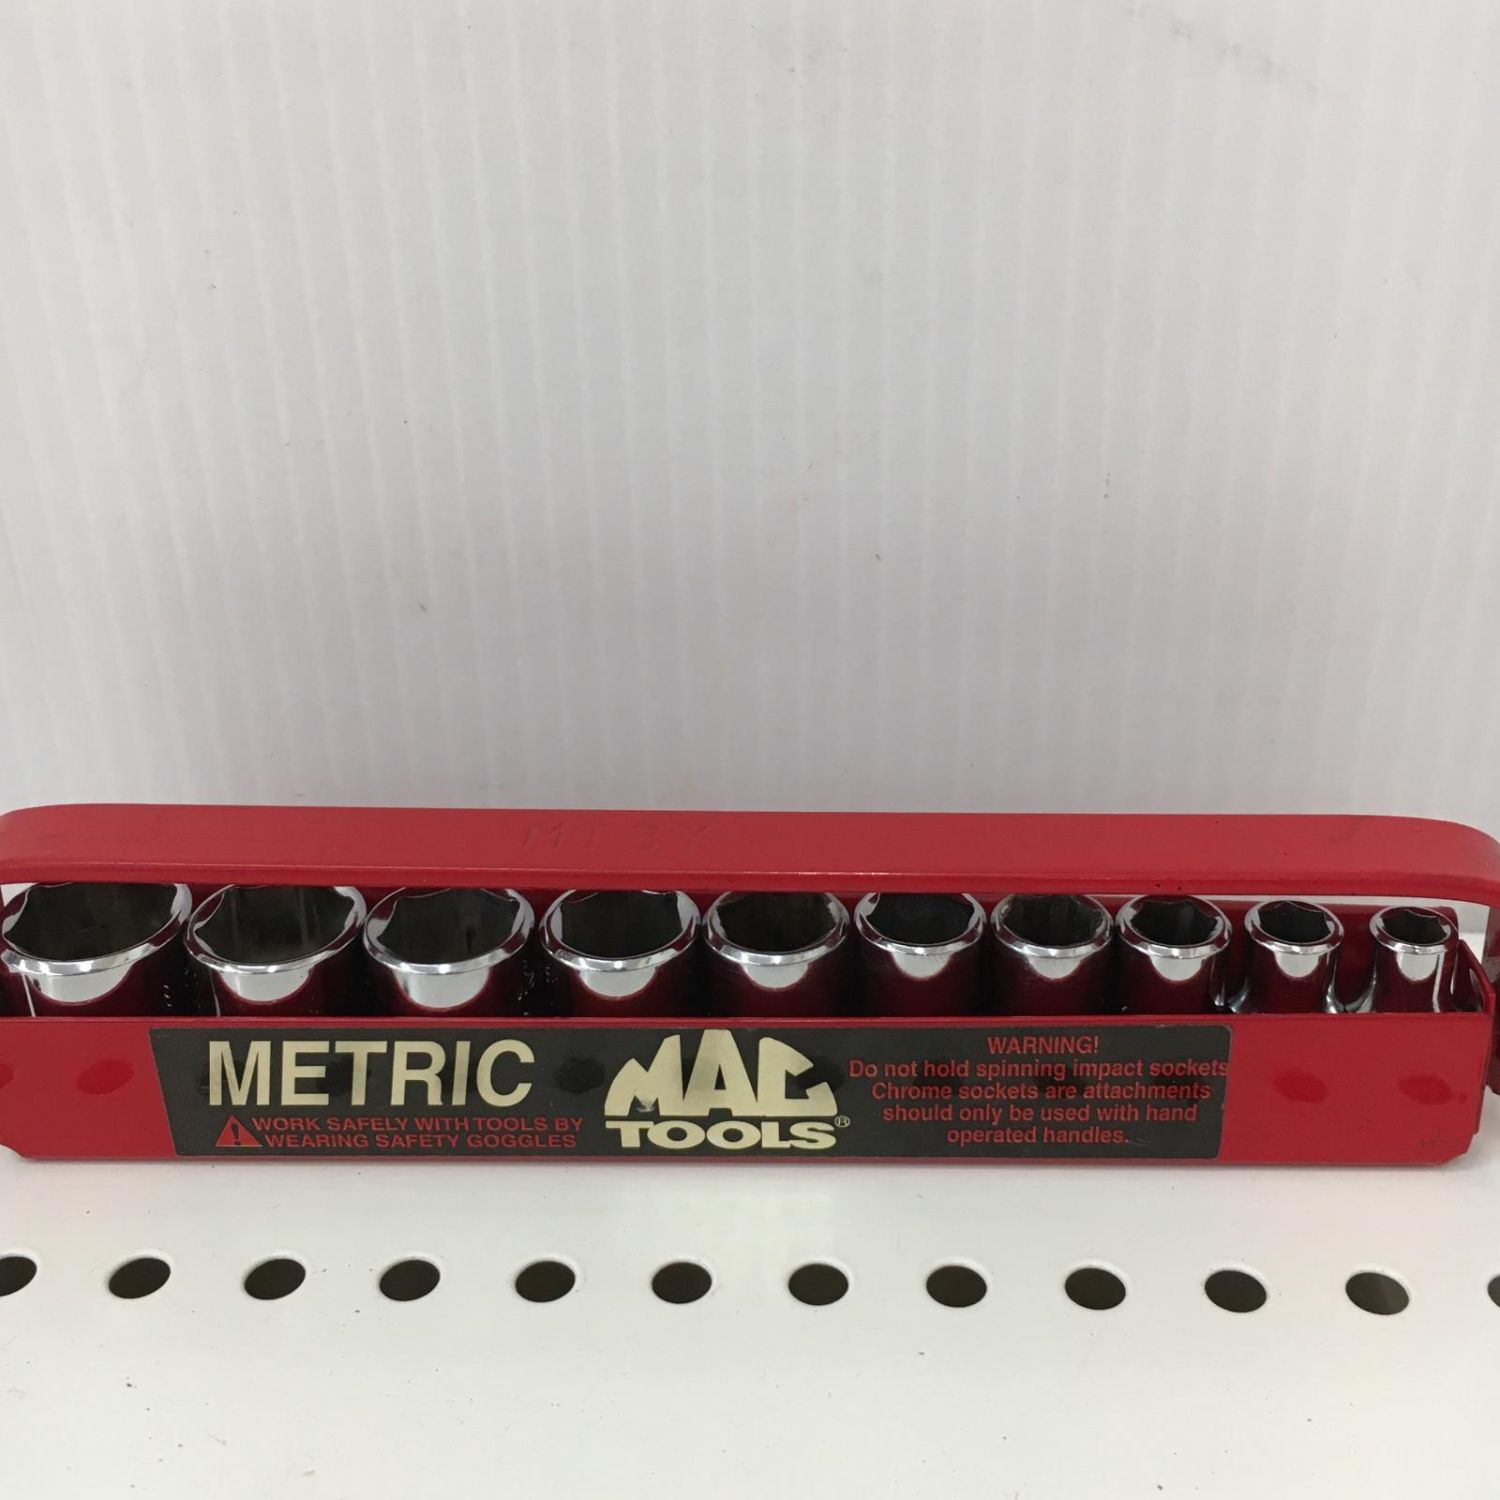 MT3Y
METRIC
WORK SAFELY WITH TOOLS BY
WEARING SAFETY GOGGLES
MAC
TOOLS®
WARNING!
Do not hold spinning impact sockets
Chrome sockets are attachments
should only be used with hand
operated handles.